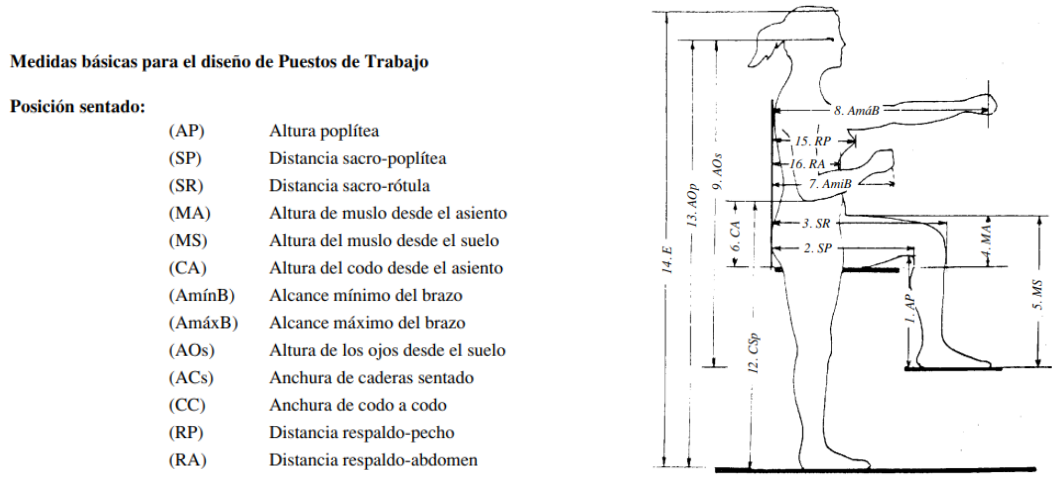 Medidas básicas para el diseño de Puestos de Trabajo
Posición sentado:
(AP) Altura poplítea
(SP) Distancia sacro-poplítea
(SR) Distancia sacro-rótula
(MA) Altura de muslo desde el asiento
(MS) Altura del muslo desde el suelo
(CA) Altura del codo desde el asiento
(AmínB) Alcance mínimo del brazo
(AmáxB) Alcance máximo del brazo
(AOs) Altura de los ojos desde el suelo
(ACs) Anchura de caderas sentado
(CC) Anchura de codo a codo
(RP) Distancia respaldo-pecho
(RA) Distancia respaldo-abdomen
8. AmáB
15. RP
16. RA
7. AmiB
9. AOs
13. AOp
14. E
6. CA
3. SR
4. MA
2. SP
1. AP
5. MS
12. CSp